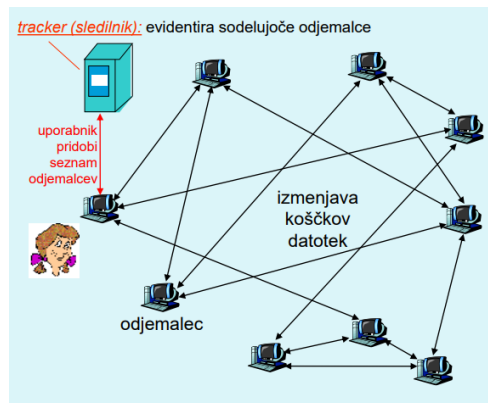 tracker (sledilnik): evidentira sodelujoče odjemalce
uporabnik
pridobi
seznam
odjemalcev
izmenjava
koščkov
datotek
odjemalec